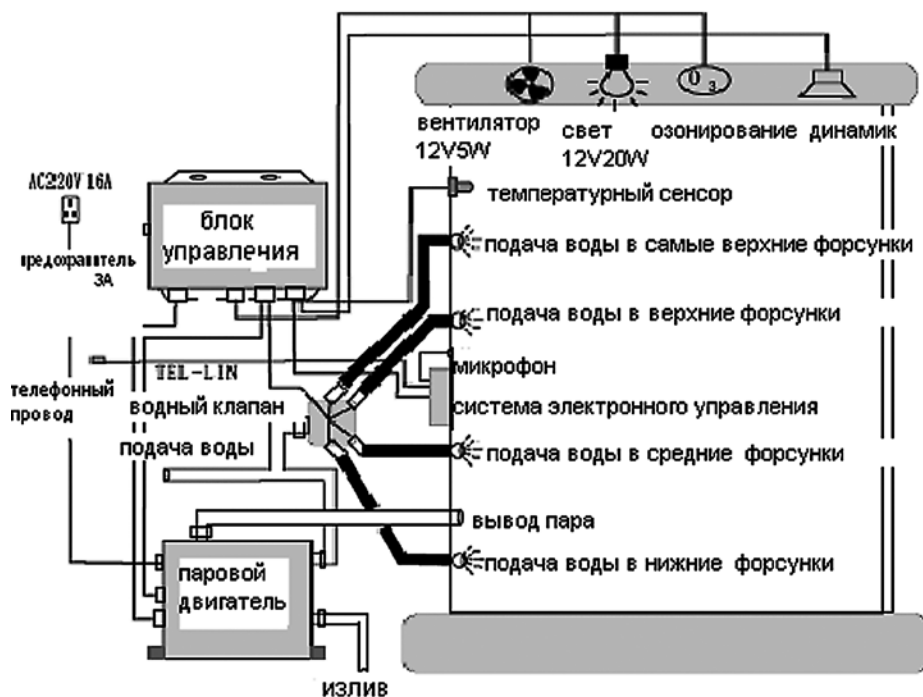 вентилятор
12V5W
свет
12V20W
O3
озонирование
динамик
AC220V 16A
предохранитель
3A
блок
управления
температурный сенсор
подача воды в самые верхние форсунки
подача воды в верхние форсунки
TEL-LIN
телефонный
провод
микрофон
система электронного управления
водный клапан
подача воды
подача воды в средние форсунки
вывод пара
подача воды в нижние форсунки
паровой
двигатель
излив